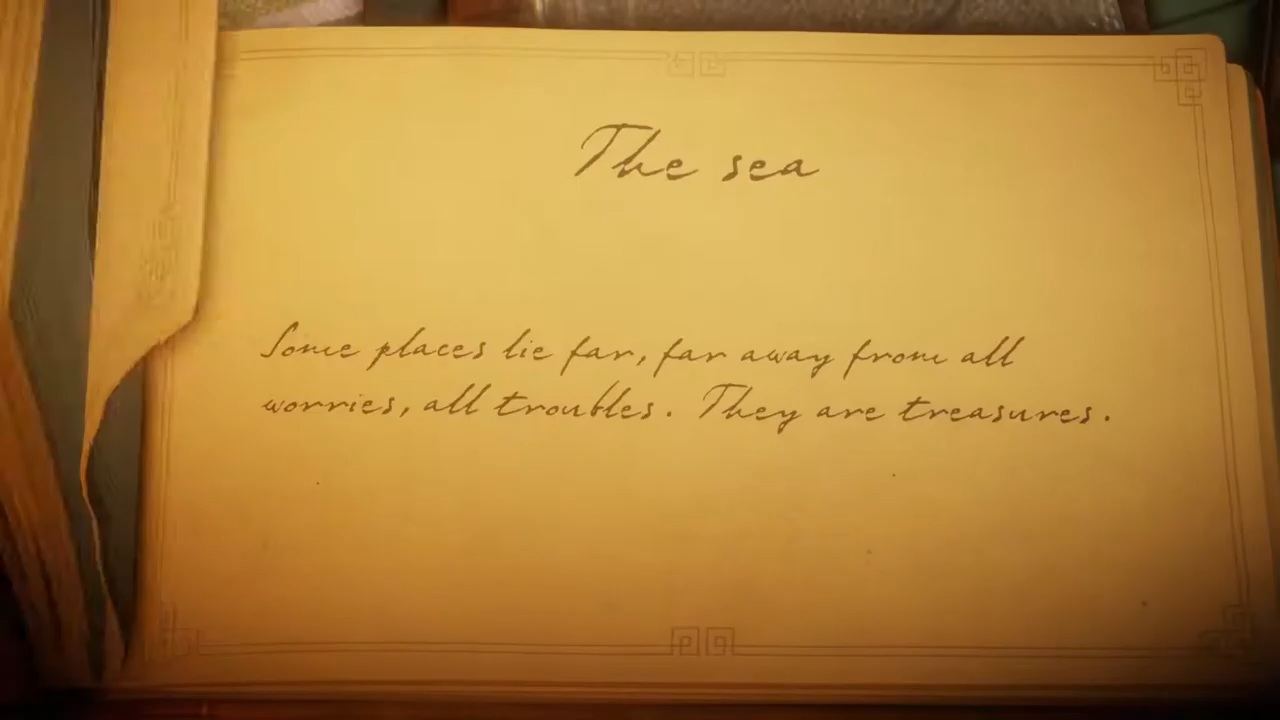 The sea
Some places lie far, far away from all
worries, all troubles. They are treasures.